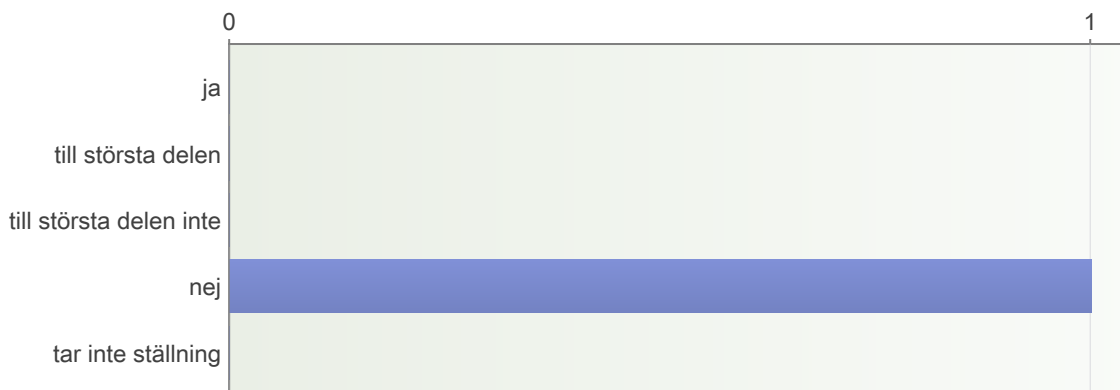 0 1
ja
till största delen
till största delen inte
nej
tar inte ställning